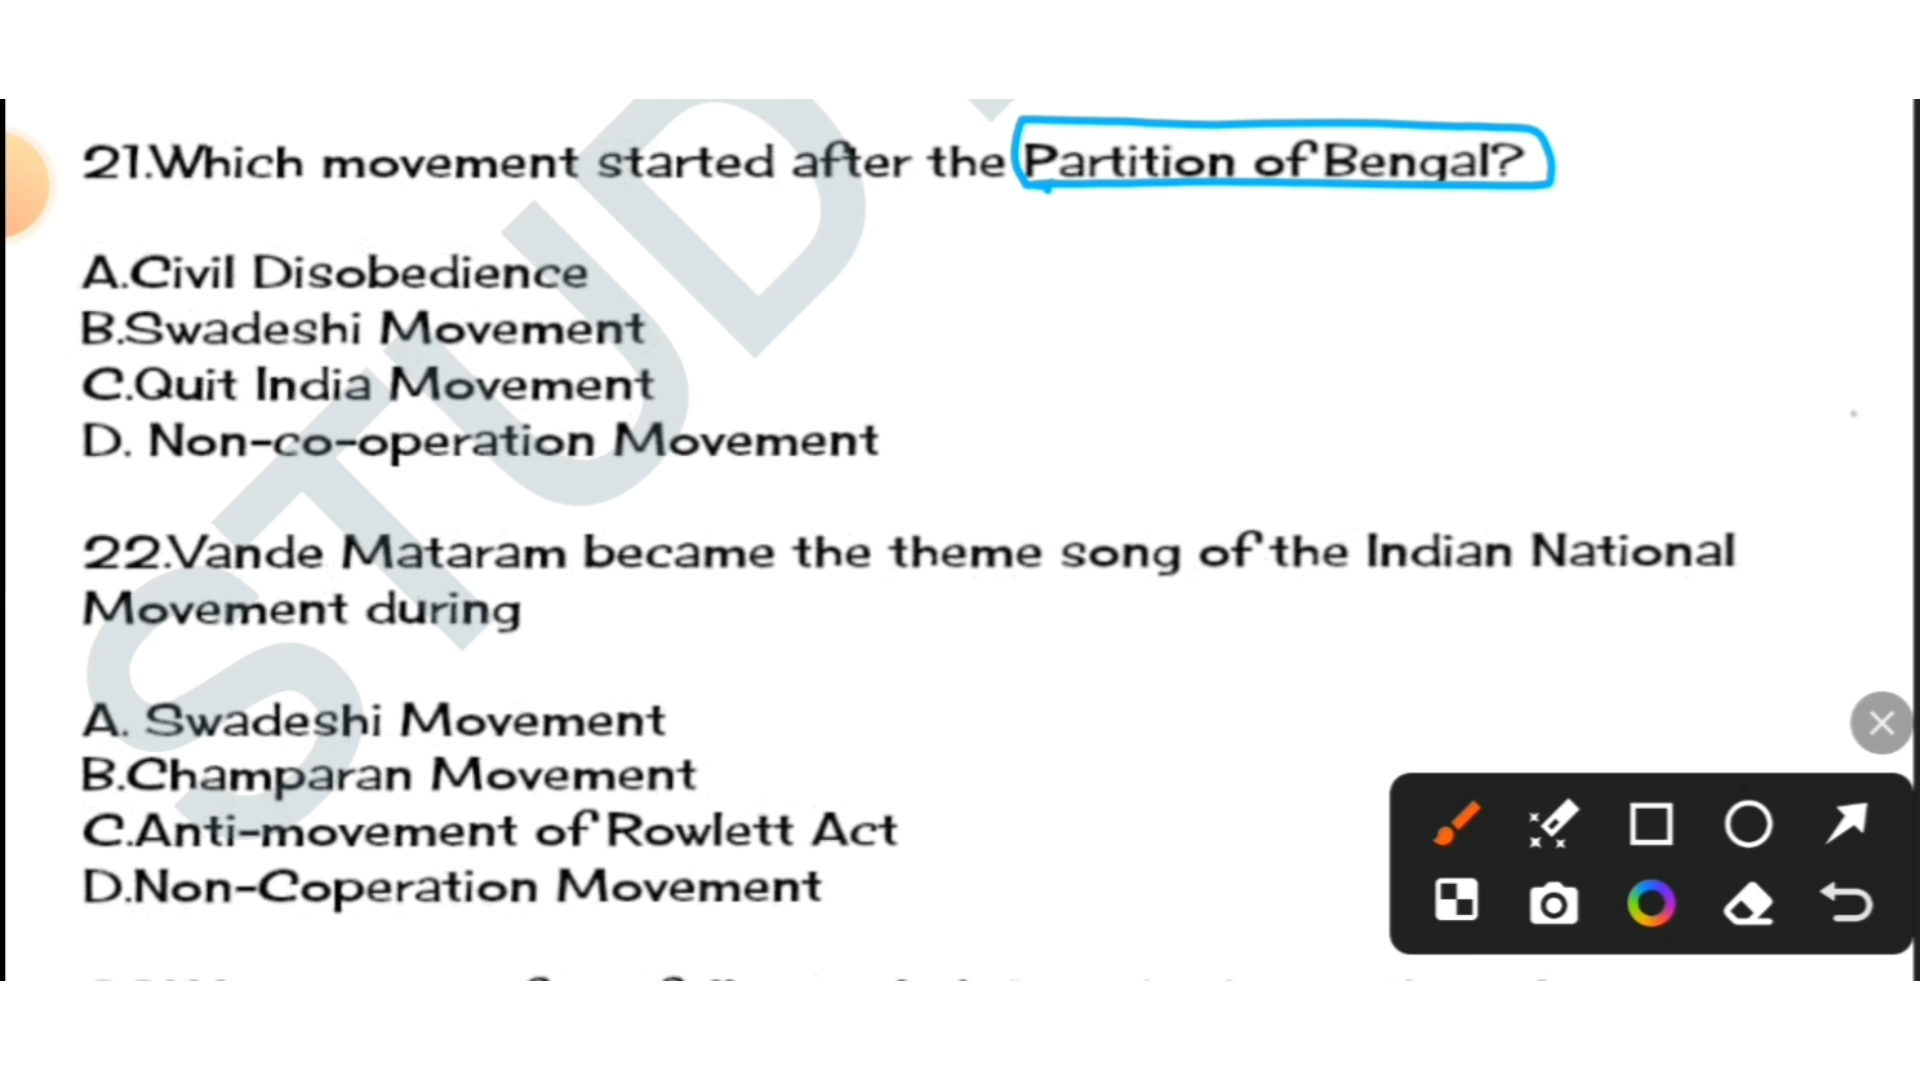 21.Which movement started after the Partition of Bengal?
A.Civil Disobedience
B.Swadeshi Movement
C.Quit India Movement
D. Non-co-operation Movement
22.Vande Mataram became the theme song of the Indian National
Movement during
A. Swadeshi Movement
B.Champaran Movement
C.Anti-movement of Rowlett Act
D.Non-Coperation Movement
STUD